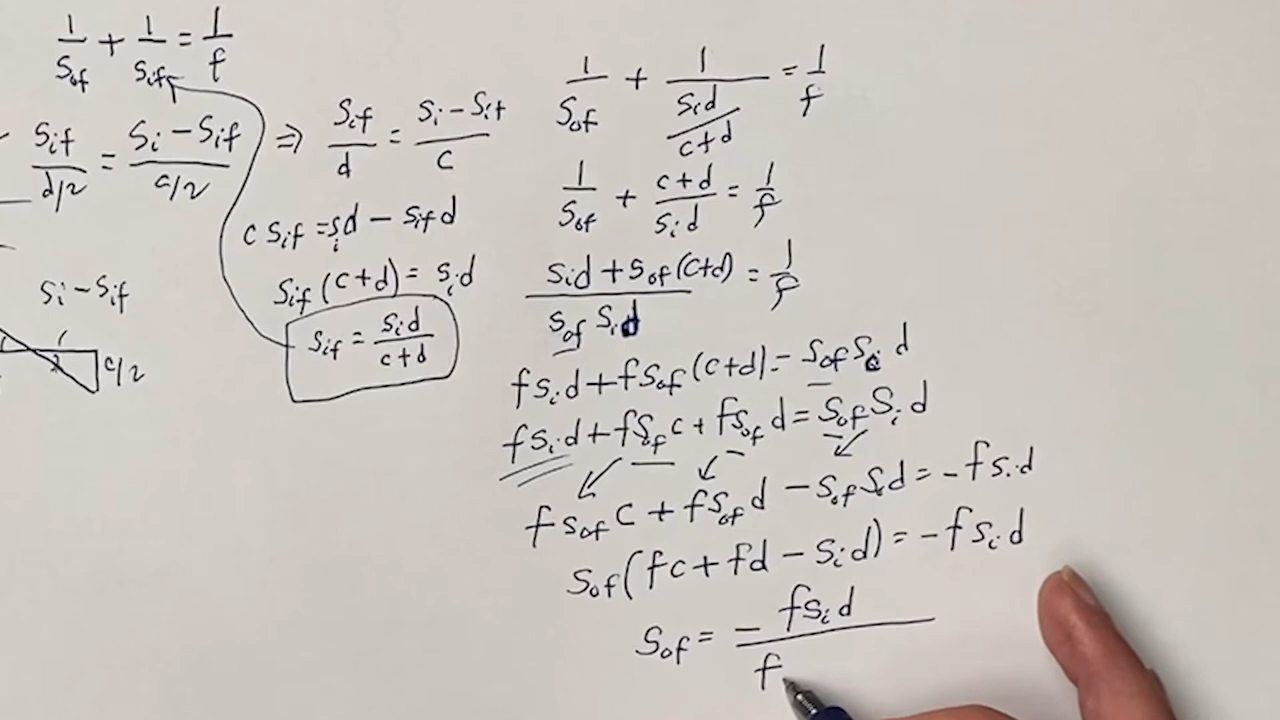 1/S_of + 1/S_if = 1/f
S_if/(d/2) = (S_i - S_if)/(c/2) ⇒ S_if/d = (S_i - S_if)/c
c S_if = S_i d - S_if d
S_if (c+d) = S_i d
S_if = S_i d/(c+d)
S_i - S_if
c/2
1/S_of + 1/(S_i d/(c+d)) = 1/f
1/S_of + (c+d)/(S_i d) = 1/f
(S_i d + S_of (c+d))/(S_of S_i d) = 1/f
f S_i d + f S_of (c+d) = S_of S_i d
f S_i d + f S_of c + f S_of d = S_of S_i d
f S_of c + f S_of d - S_of S_i d = - f S_i d
S_of (fc + fd - S_i d) = - f S_i d
S_of = - f S_i d / f